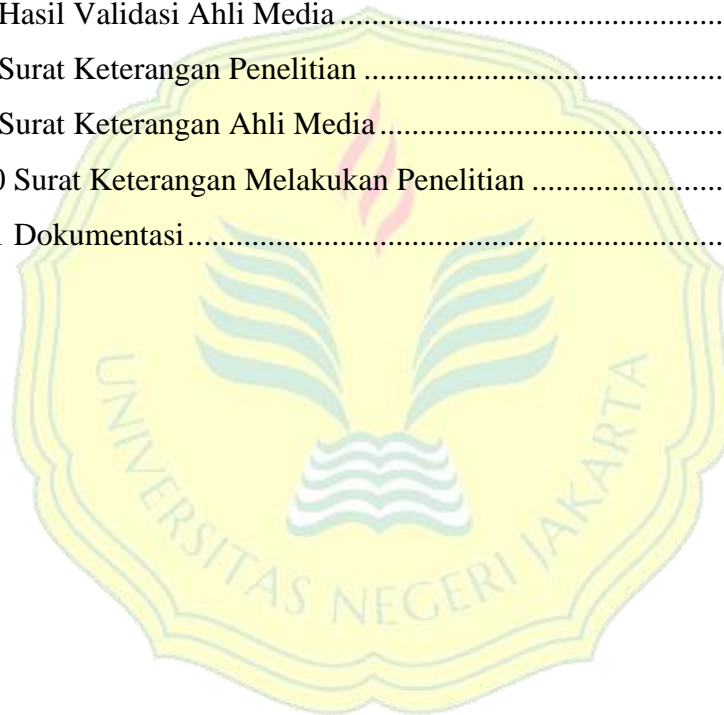 Hasil Validasi Ahli Media ..................................................
Surat Keterangan Penelitian ...............................................
Surat Keterangan Ahli Media .............................................
0 Surat Keterangan Melakukan Penelitian .........................
Dokumentasi .....................................................................
UNIVERSITAS NEGERI JAKARTA